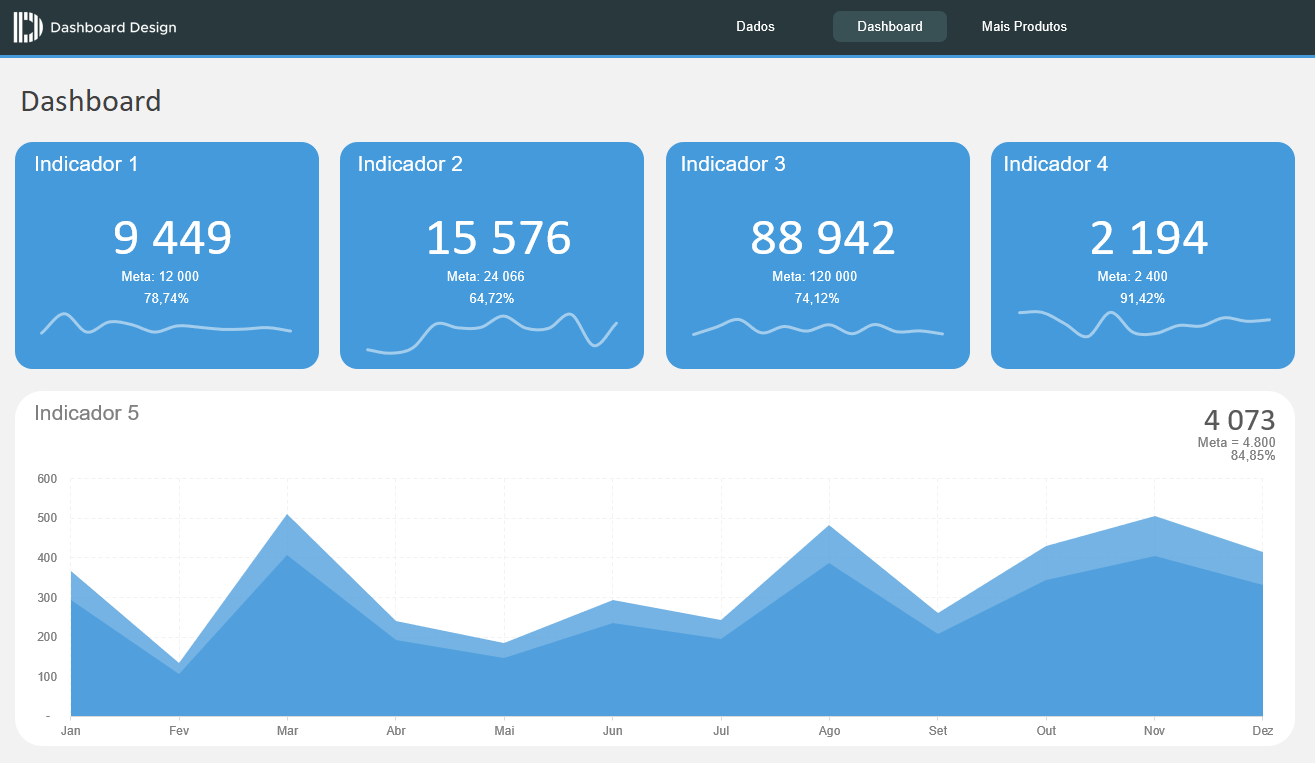 Dashboard Design
Dados
Dashboard
Mais Produtos
Dashboard
Indicador 1
9 449
Meta: 12 000
78,74%
Indicador 2
15 576
Meta: 24 066
64,72%
Indicador 3
88 942
Meta: 120 000
74,12%
Indicador 4
2 194
Meta: 2 400
91,42%
Indicador 5
4 073
Meta = 4.800
84,85%
600
500
400
300
200
100
-
Jan Fev Mar Abr Mai Jun Jul Ago Set Out Nov Dez